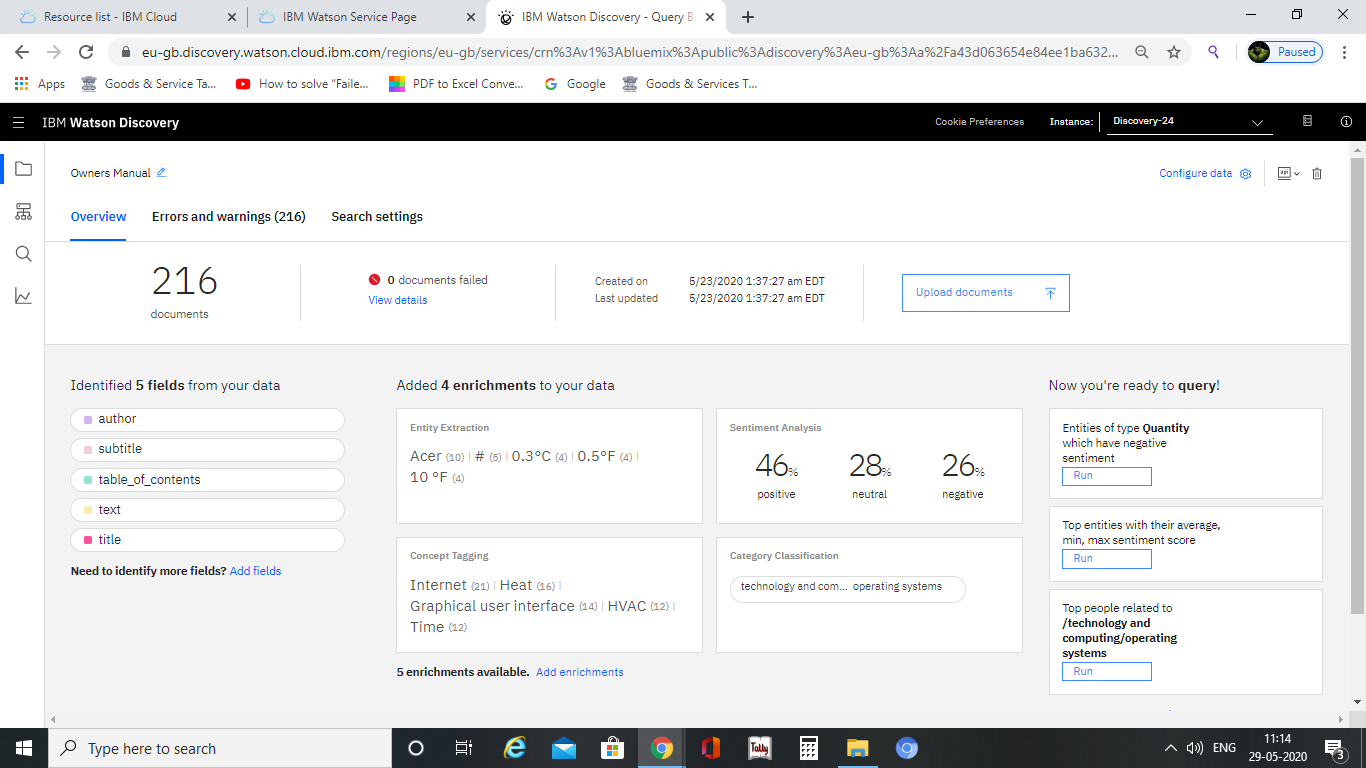 Resource list - IBM Cloud
IBM Watson Service Page
IBM Watson Discovery - Query B
eu-gb.discovery.watson.cloud.ibm.com/regions/eu-gb/services/crn%3Av1%3Abluemix%3Apublic%3Adiscovery%3Aeu-gb%3Aa%2Fa43d063654e84ee1ba632...
Paused
Apps
Goods & Service Ta...
How to solve “Faile...
PDF to Excel Conve...
Google
Goods & Services T...
IBM Watson Discovery
Cookie Preferences
Instance:
Discovery-24
Owners Manual
Configure data
api
Overview
Errors and warnings (216)
Search settings
216
documents
0 documents failed
View details
Created on 5/23/2020 1:37:27 am EDT
Last updated 5/23/2020 1:37:27 am EDT
Upload documents
Identified 5 fields from your data
author
subtitle
table_of_contents
text
title
Need to identify more fields? Add fields
Added 4 enrichments to your data
Entity Extraction
Acer (10) | # (5) | 0.3°C (4) | 0.5°F (4) |
10 °F (4)
Sentiment Analysis
46% 28% 26%
positive neutral negative
Concept Tagging
Internet (21) | Heat (16) |
Graphical user interface (14) | HVAC (12) |
Time (12)
Category Classification
technology and com... operating systems
5 enrichments available. Add enrichments
Now you're ready to query!
Entities of type Quantity
which have negative
sentiment
Run
Top entities with their average,
min, max sentiment score
Run
Top people related to
/technology and
computing/operating
systems
Run
Type here to search
Tally
ENG
11:14
29-05-2020
3